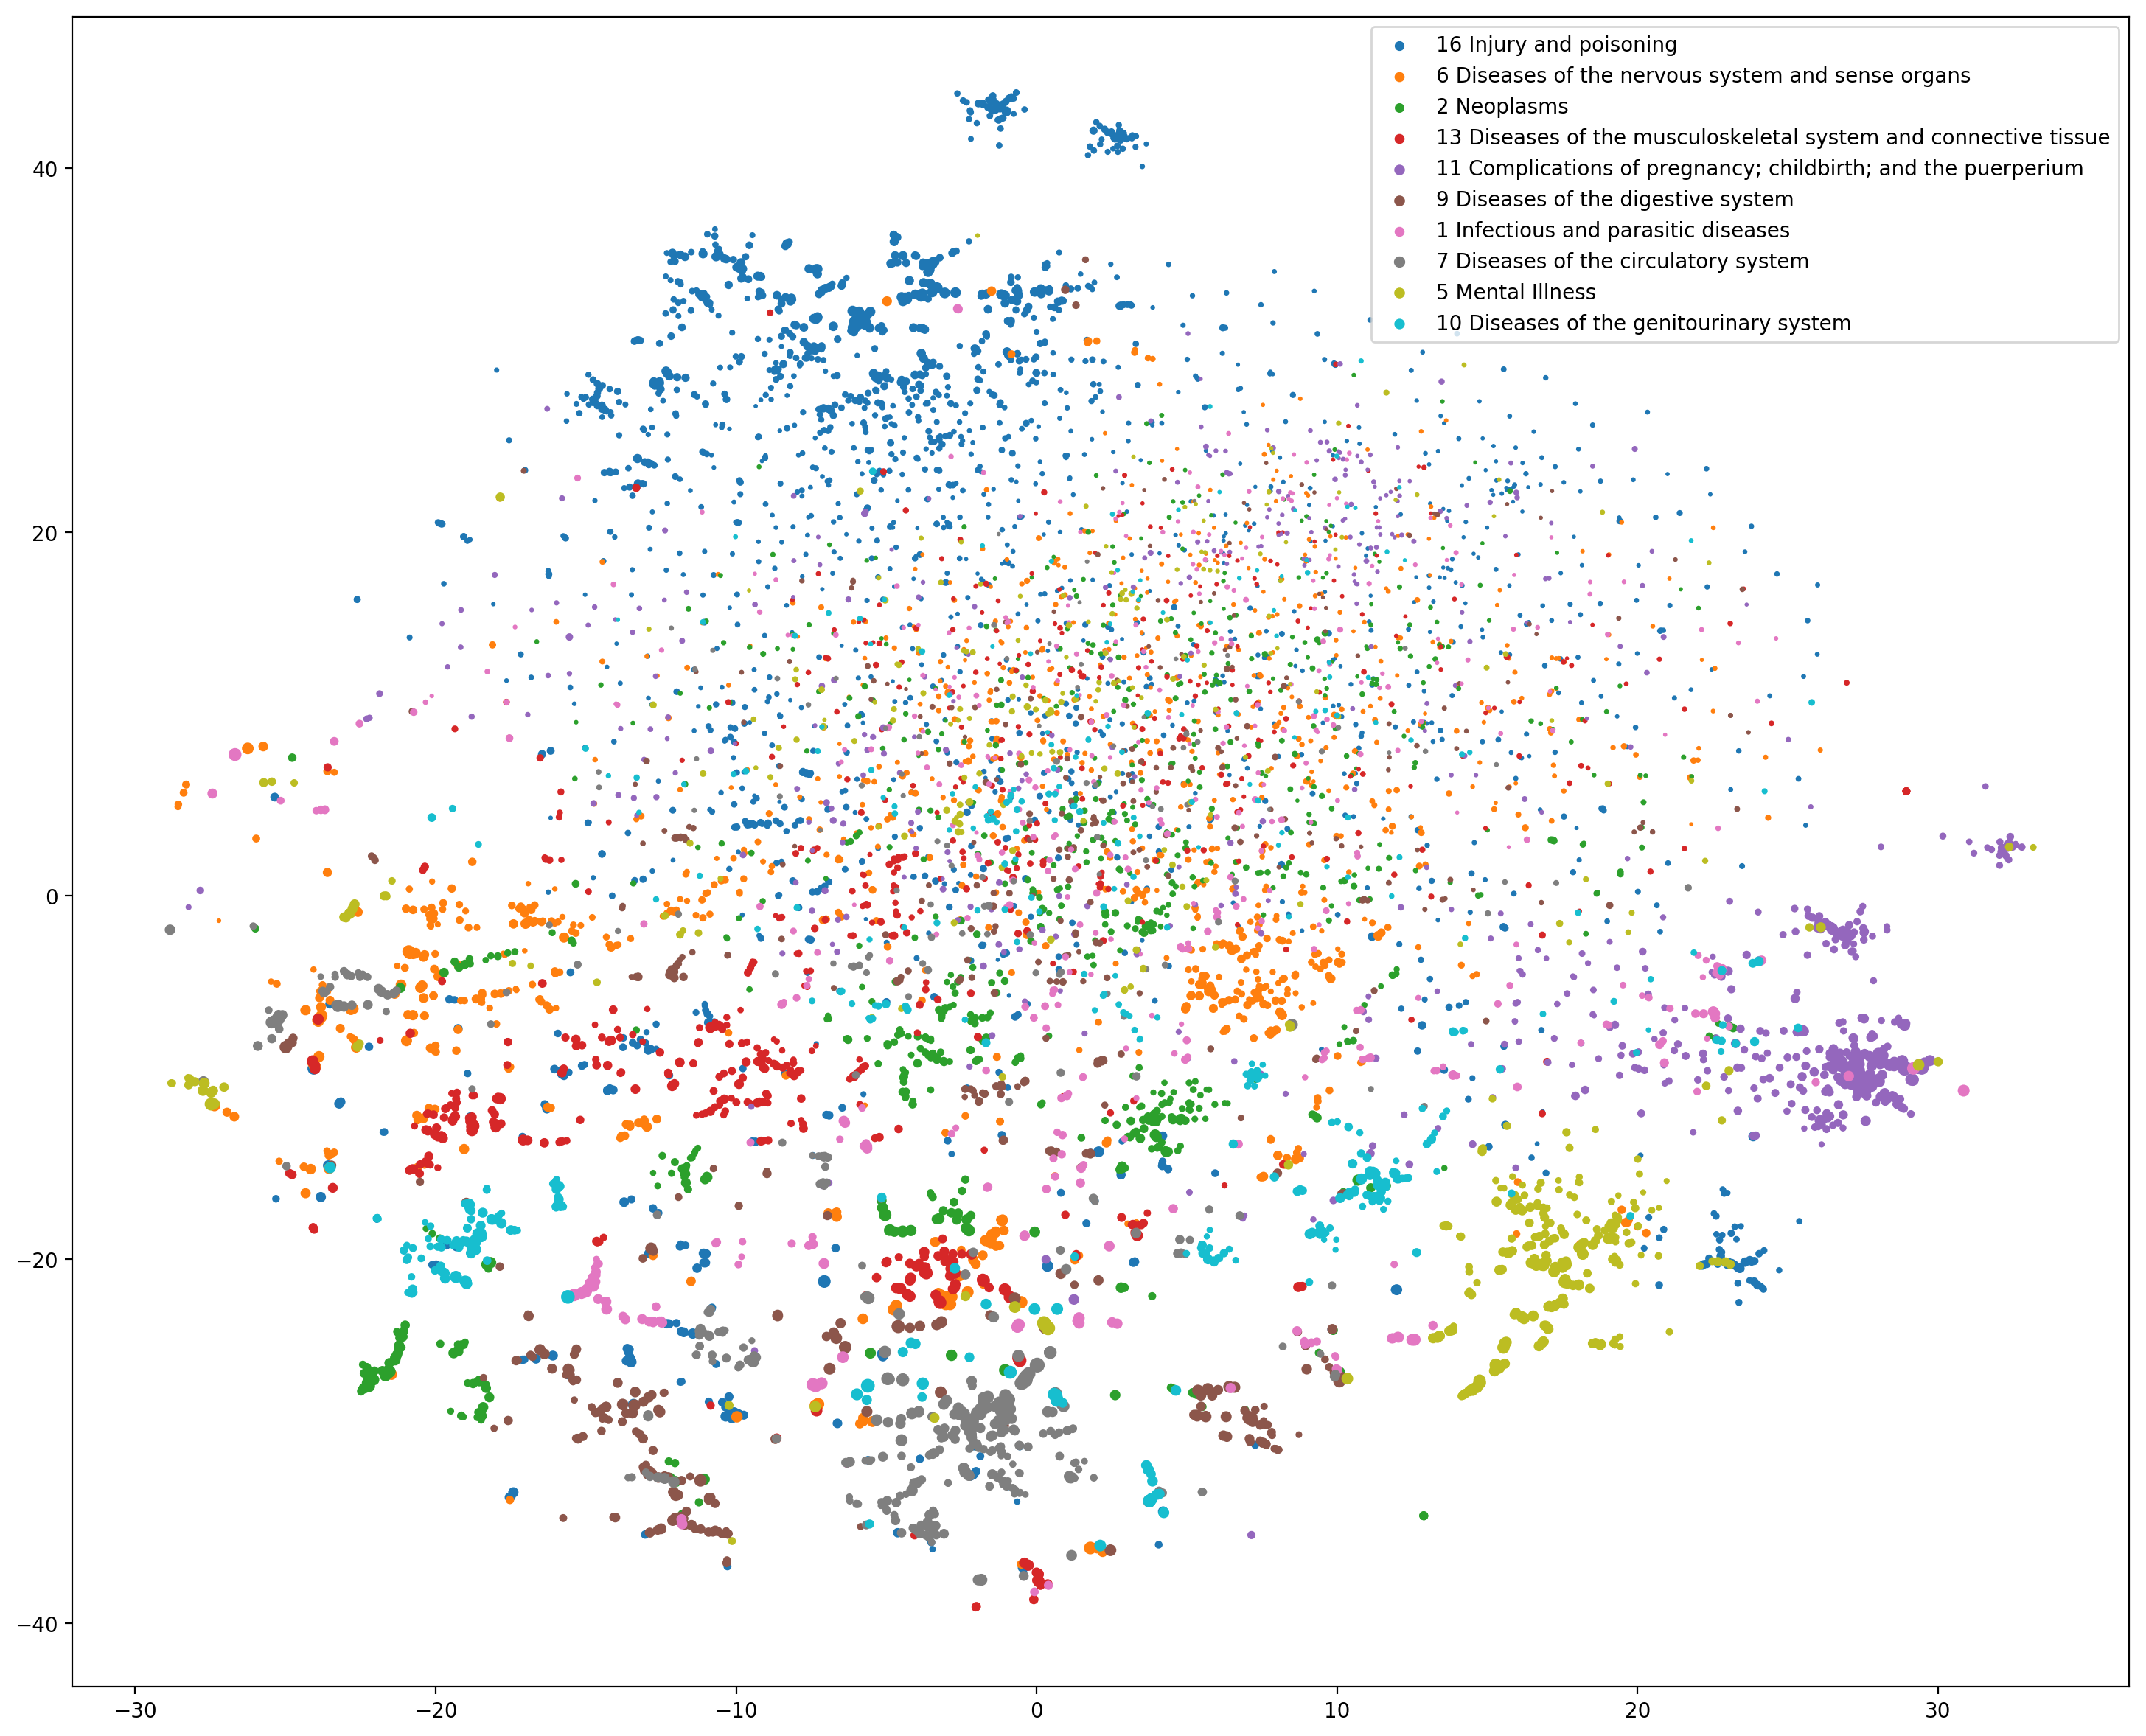 16 Injury and poisoning
6 Diseases of the nervous system and sense organs
2 Neoplasms
13 Diseases of the musculoskeletal system and connective tissue
11 Complications of pregnancy; childbirth; and the puerperium
9 Diseases of the digestive system
1 Infectious and parasitic diseases
7 Diseases of the circulatory system
5 Mental Illness
10 Diseases of the genitourinary system
40
20
0
−20
−40
−30
−20
−10
0
10
20
30